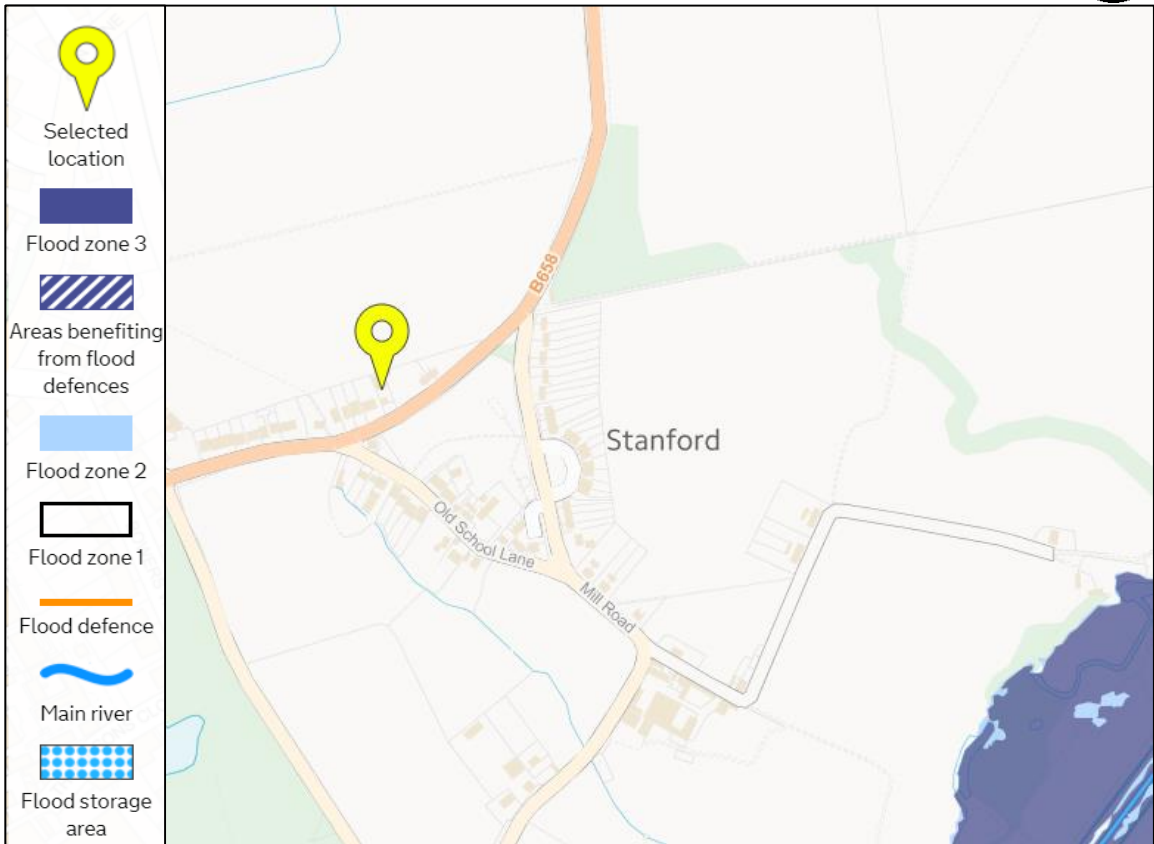 Selected
location
Flood zone 3
Areas benefiting
from flood
defences
Flood zone 2
Flood zone 1
Flood defence
Main river
Flood storage
area
B658
Stanford
Old School Lane
Mill Road